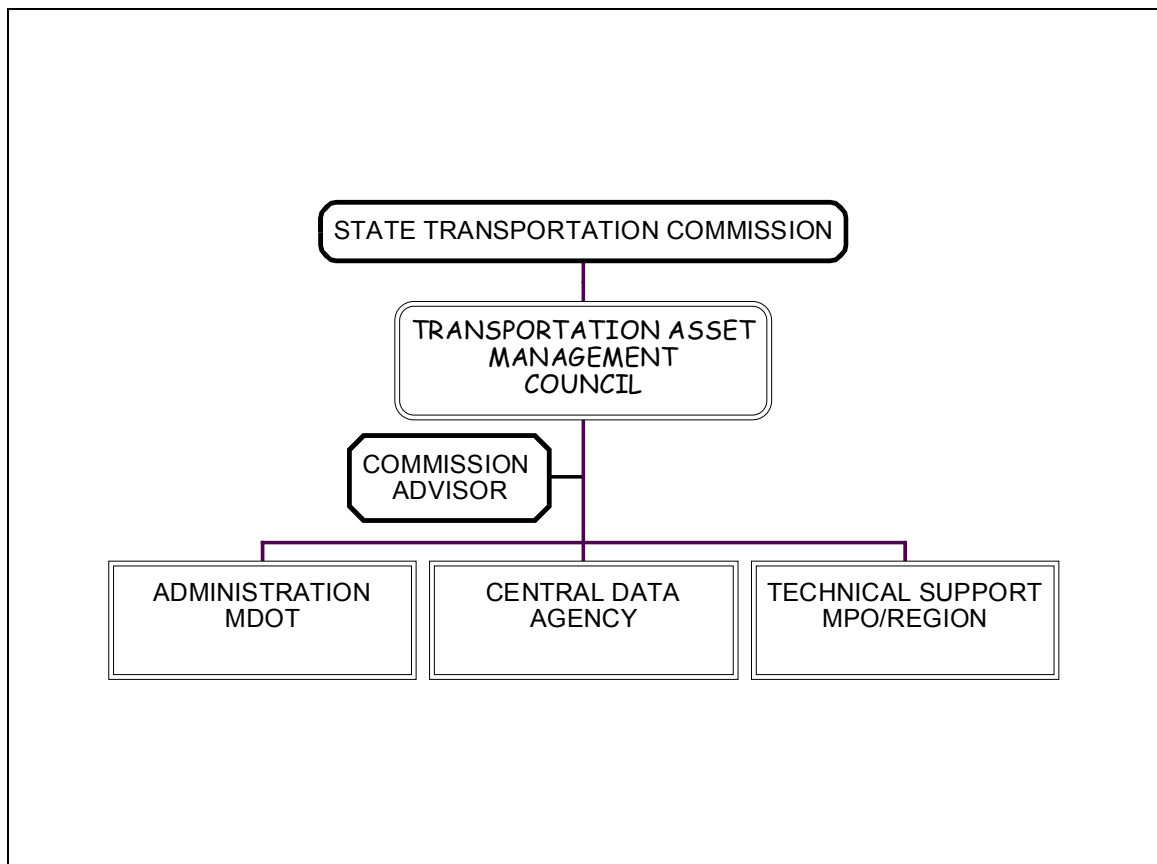 STATE TRANSPORTATION COMMISSION
TRANSPORTATION ASSET
MANAGEMENT
COUNCIL
COMMISSION
ADVISOR
ADMINISTRATION
MDOT
CENTRAL DATA
AGENCY
TECHNICAL SUPPORT
MPO/REGION